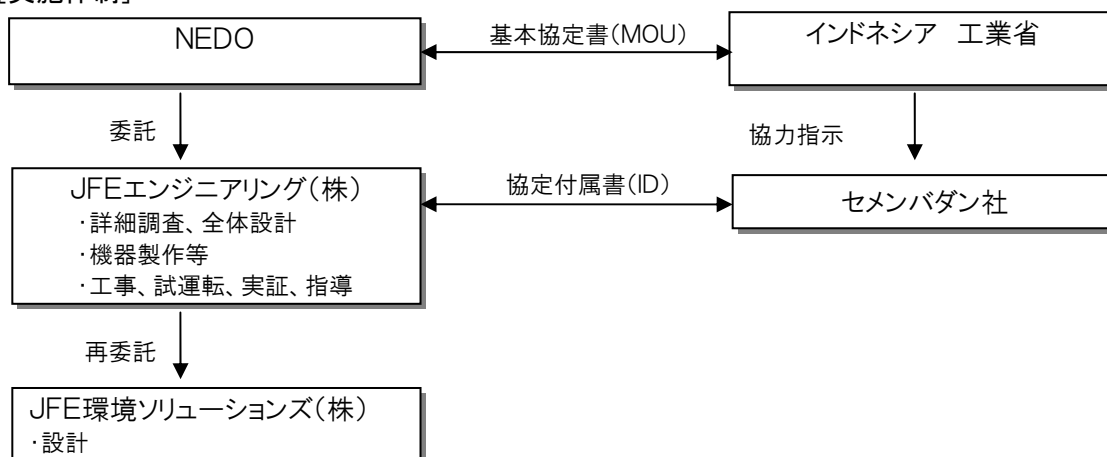 [実施体制]
NEDO
基本協定書(MOU)
インドネシア 工業省
委託
協力指示
JFEエンジニアリング(株)
・詳細調査、全体設計
・機器製作等
・工事、試運転、実証、指導
協定付属書(ID)
セメンバダン社
再委託
JFE環境ソリューションズ(株)
・設計